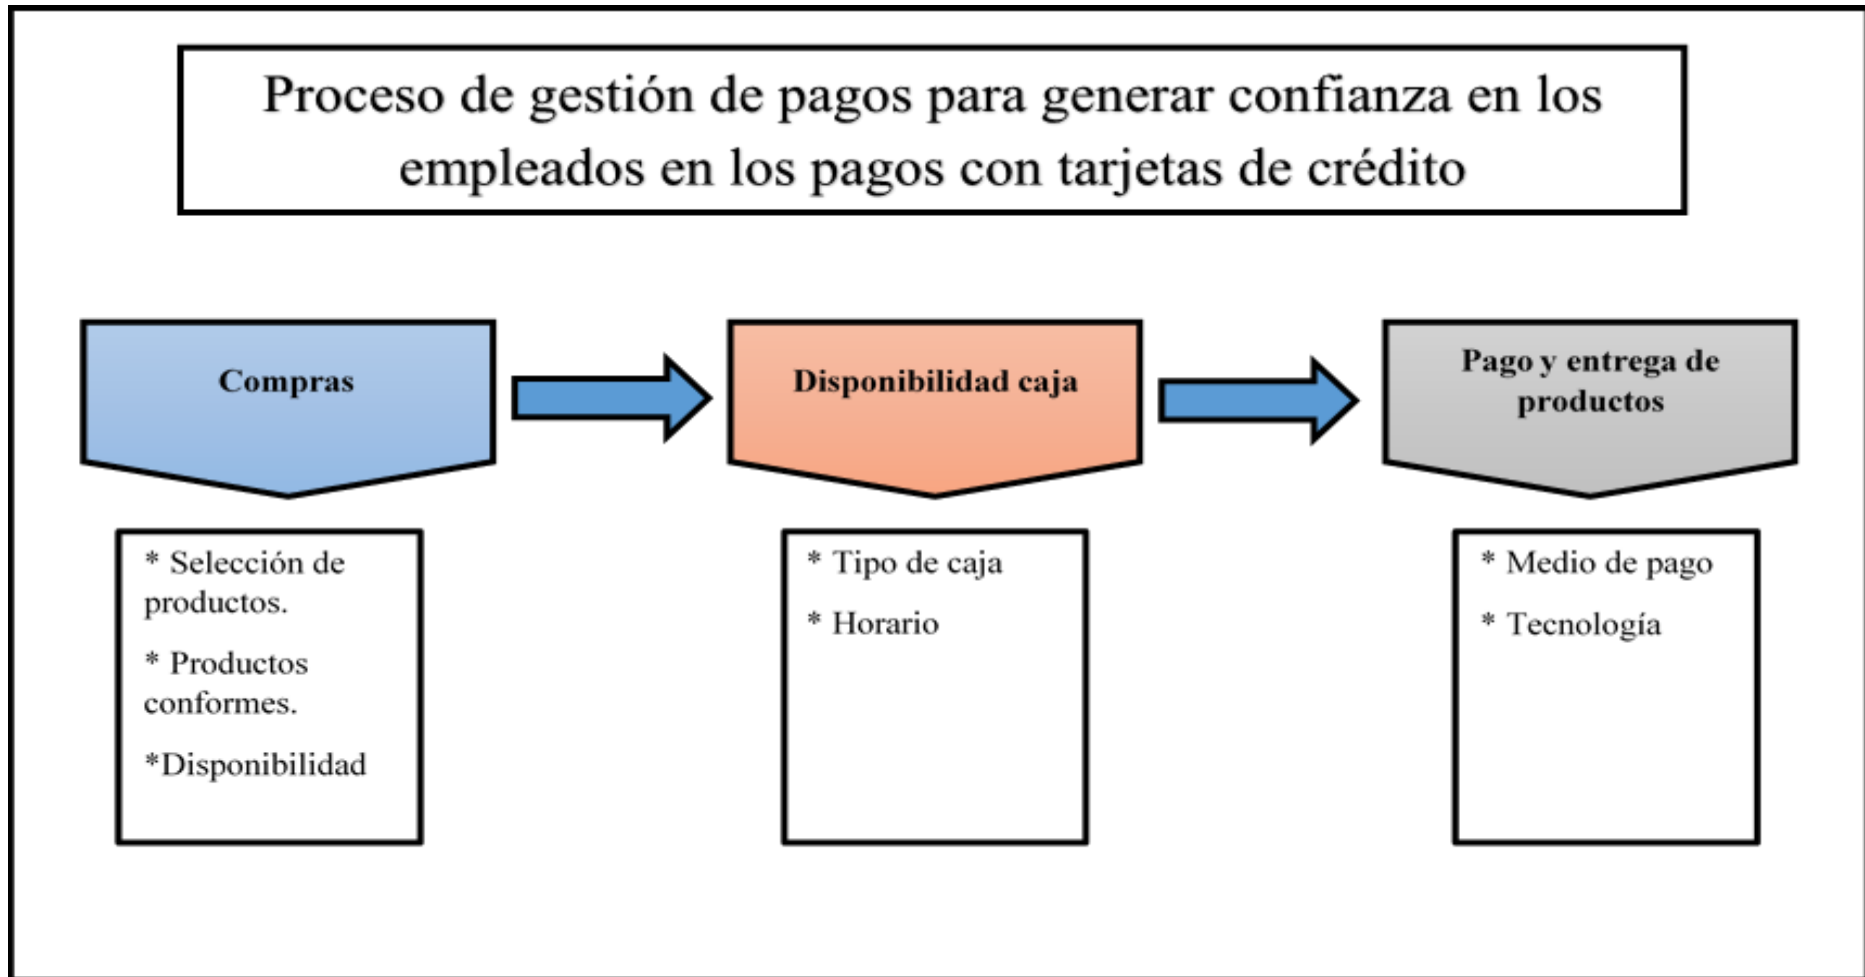 Proceso de gestión de pagos para generar confianza en los
empleados en los pagos con tarjetas de crédito
Compras
Disponibilidad caja
Pago y entrega de
productos
* Selección de
productos.
* Productos
conformes.
*Disponibilidad
* Tipo de caja
* Horario
* Medio de pago
* Tecnología